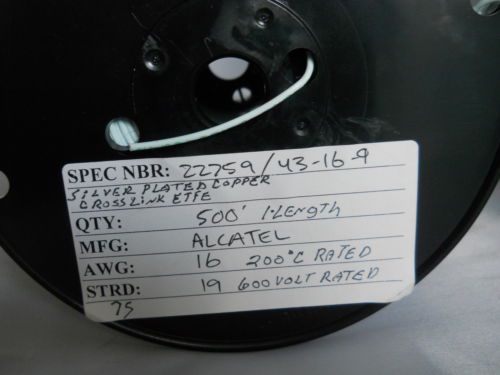 SPEC NBR: 22759/43-16-9
SILVER PLATED COPPER
CROSSLINK ETFE
QTY: 500' 1-LENGTH
MFG: ALCATEL
AWG: 16 200°C RATED
STRD: 19 600 VOLT RATED
75